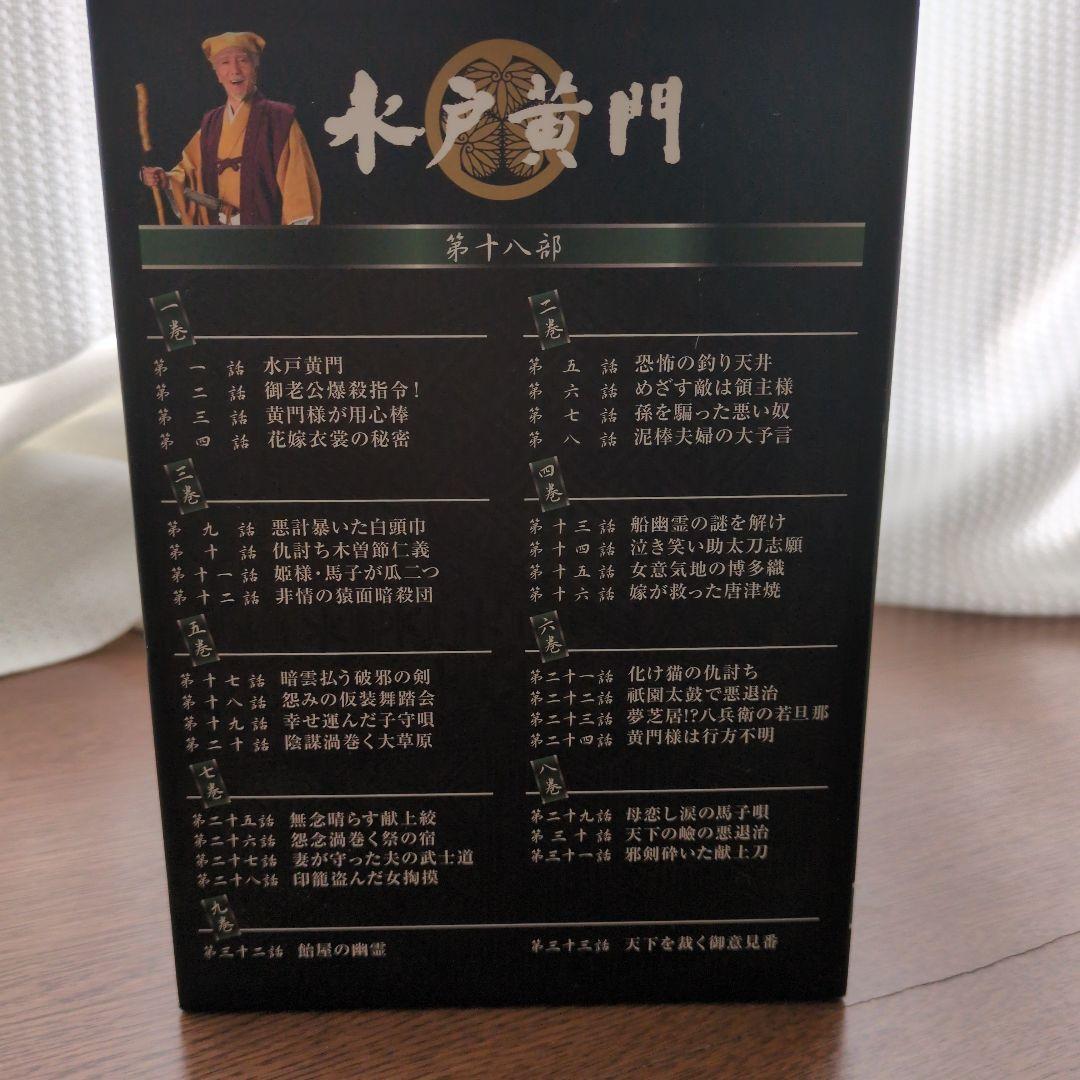 水戸黄門
第十八部
一巻
第一話 水戸黄門
第二話 御老公爆殺指令!
第三話 黄門様が用心棒
第四話 花嫁衣裳の秘密
二巻
第五話 恐怖の釣り天井
第六話 めざす敵は領主様
第七話 孫を騙った悪い奴
第八話 泥棒夫婦の大予言
三巻
第九話 悪計暴いた白頭巾
第十話 仇討ち木曽節仁義
第十一話 姫様・馬子が瓜二つ
第十二話 非情の猿面暗殺団
四巻
第十三話 船幽霊の謎を解け
第十四話 泣き笑い助太刀志願
第十五話 女意気地の博多織
第十六話 嫁が救った唐津焼
五巻
第十七話 暗雲払う破邪の剣
第十八話 怨みの仮装舞踏会
第十九話 幸せ運んだ子守唄
第二十話 陰謀渦巻く大草原
六巻
第二十一話 化け猫の仇討ち
第二十二話 祇園太鼓で悪退治
第二十三話 夢芝居!?八兵衛の若旦那
第二十四話 黄門様は行方不明
七巻
第二十五話 無念晴らす献上絞
第二十六話 怨念渦巻く祭の宿
第二十七話 妻が守った夫の武士道
第二十八話 印籠盗んだ女掏摸
八巻
第二十九話 母恋し涙の馬子唄
第三十話 天下の嶮の悪退治
第三十一話 邪剣砕いた献上刀
九巻
第三十二話 飴屋の幽霊
第三十三話 天下を裁く御意見番